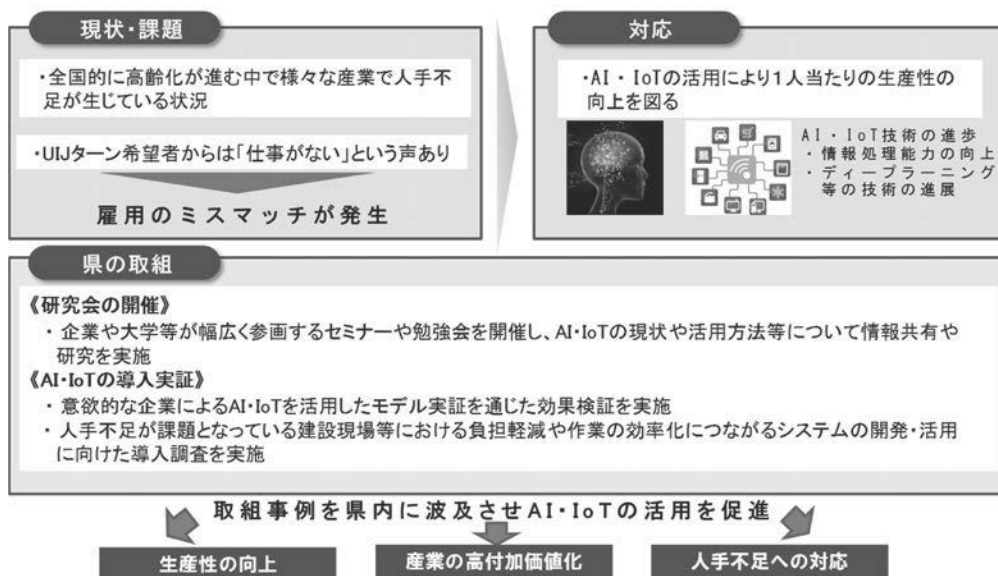 現状・課題
・全国的に高齢化が進む中で様々な産業で人手不
足が生じている状況
・UIJターン希望者からは「仕事がない」という声あり
雇用のミスマッチが発生
対応
・AI・IoTの活用により1人当たりの生産性の
向上を図る
AI・IoT技術の進歩
・情報処理能力の向上
・ディープラーニング
等の技術の進展
県の取組
《研究会の開催》
・企業や大学等が幅広く参画するセミナーや勉強会を開催し、AI・IoTの現状や活用方法等について情報共有や
研究を実施
《AI・IoTの導入実証》
・意欲的な企業によるAI・IoTを活用したモデル実証を通じた効果検証を実施
・人手不足が課題となっている建設現場等における負担軽減や作業の効率化につながるシステムの開発・活用
に向けた導入調査を実施
取組事例を県内に波及させAI・IoTの活用を促進
生産性の向上
産業の高付加価値化
人手不足への対応